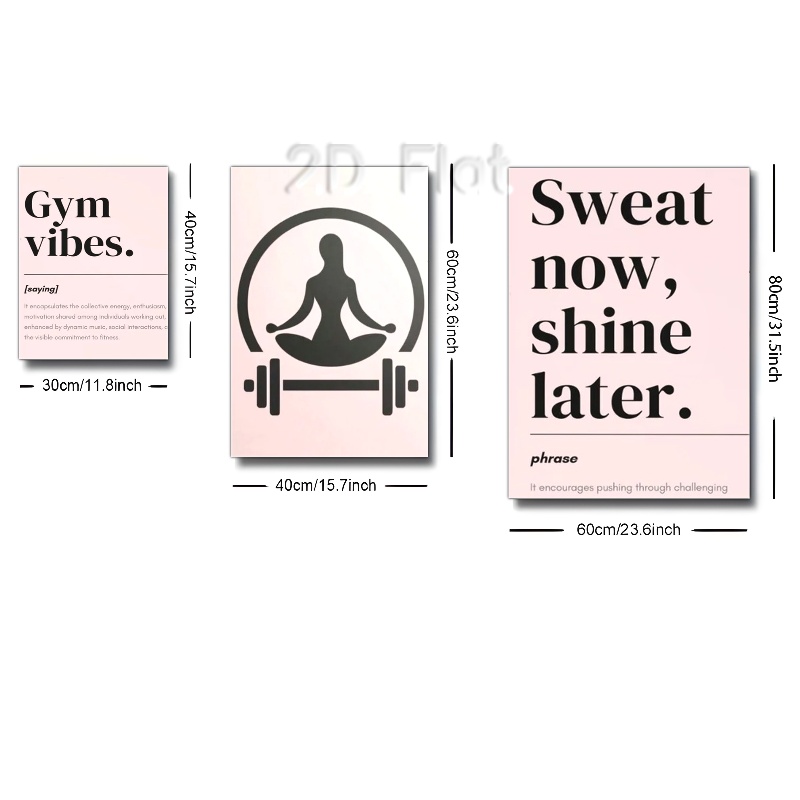 2D Flat
Gym
vibes.
[saying]
It encapsulates the collective energy, enthusiasm,
motivation shared among individuals working out,
enhanced by dynamic music, social interactions, c
the visible commitment to fitness.
40cm/15.7inch
30cm/11.8inch
60cm/23.6inch
40cm/15.7inch
Sweat
now,
shine
later.
phrase
It encourages pushing through challenging
80cm/31.5inch
60cm/23.6inch